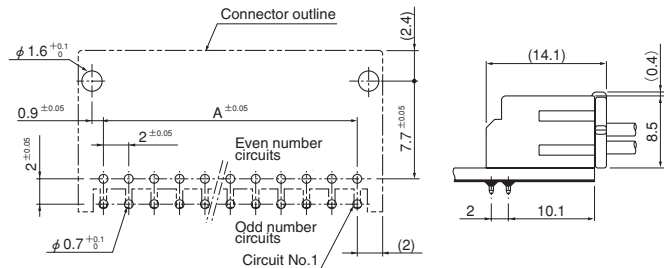 Connector outline
(2.4)
φ1.6 +0.1 0
(14.1)
(0.4)
0.9 ±0.05
A ±0.05
7.7 ±0.05
8.5
2 ±0.05
2 ±0.05
Even number
circuits
Odd number
circuits
2
10.1
φ0.7 +0.1 0
(2)
Circuit No.1